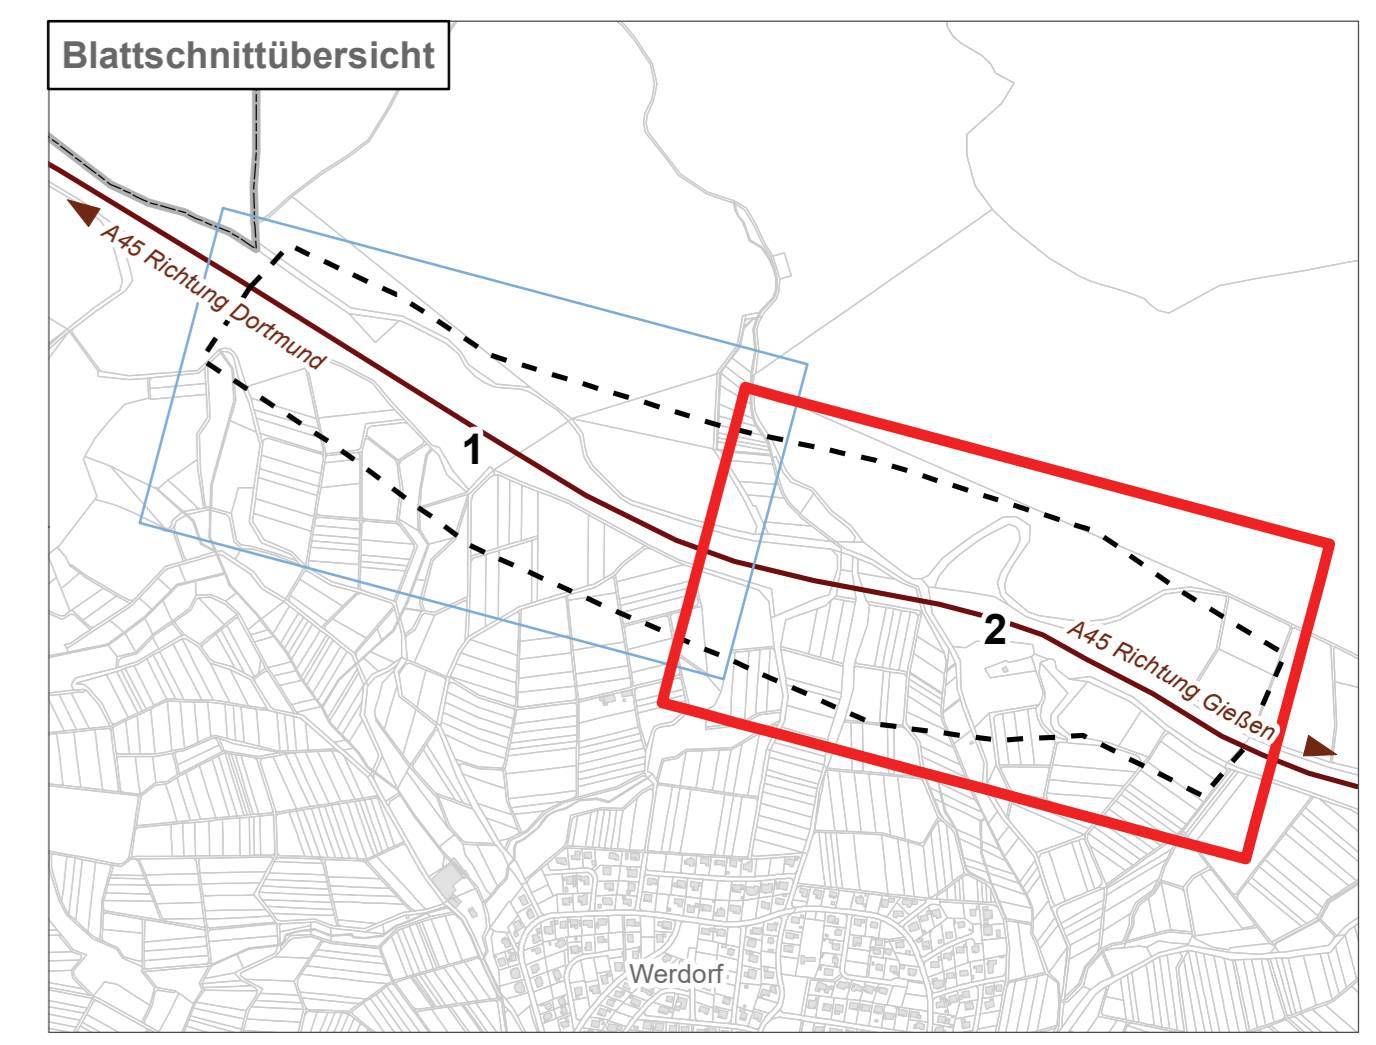 Blattschnittübersicht
A45 Richtung Dortmund
1
2
A45 Richtung Gießen
Werdorf